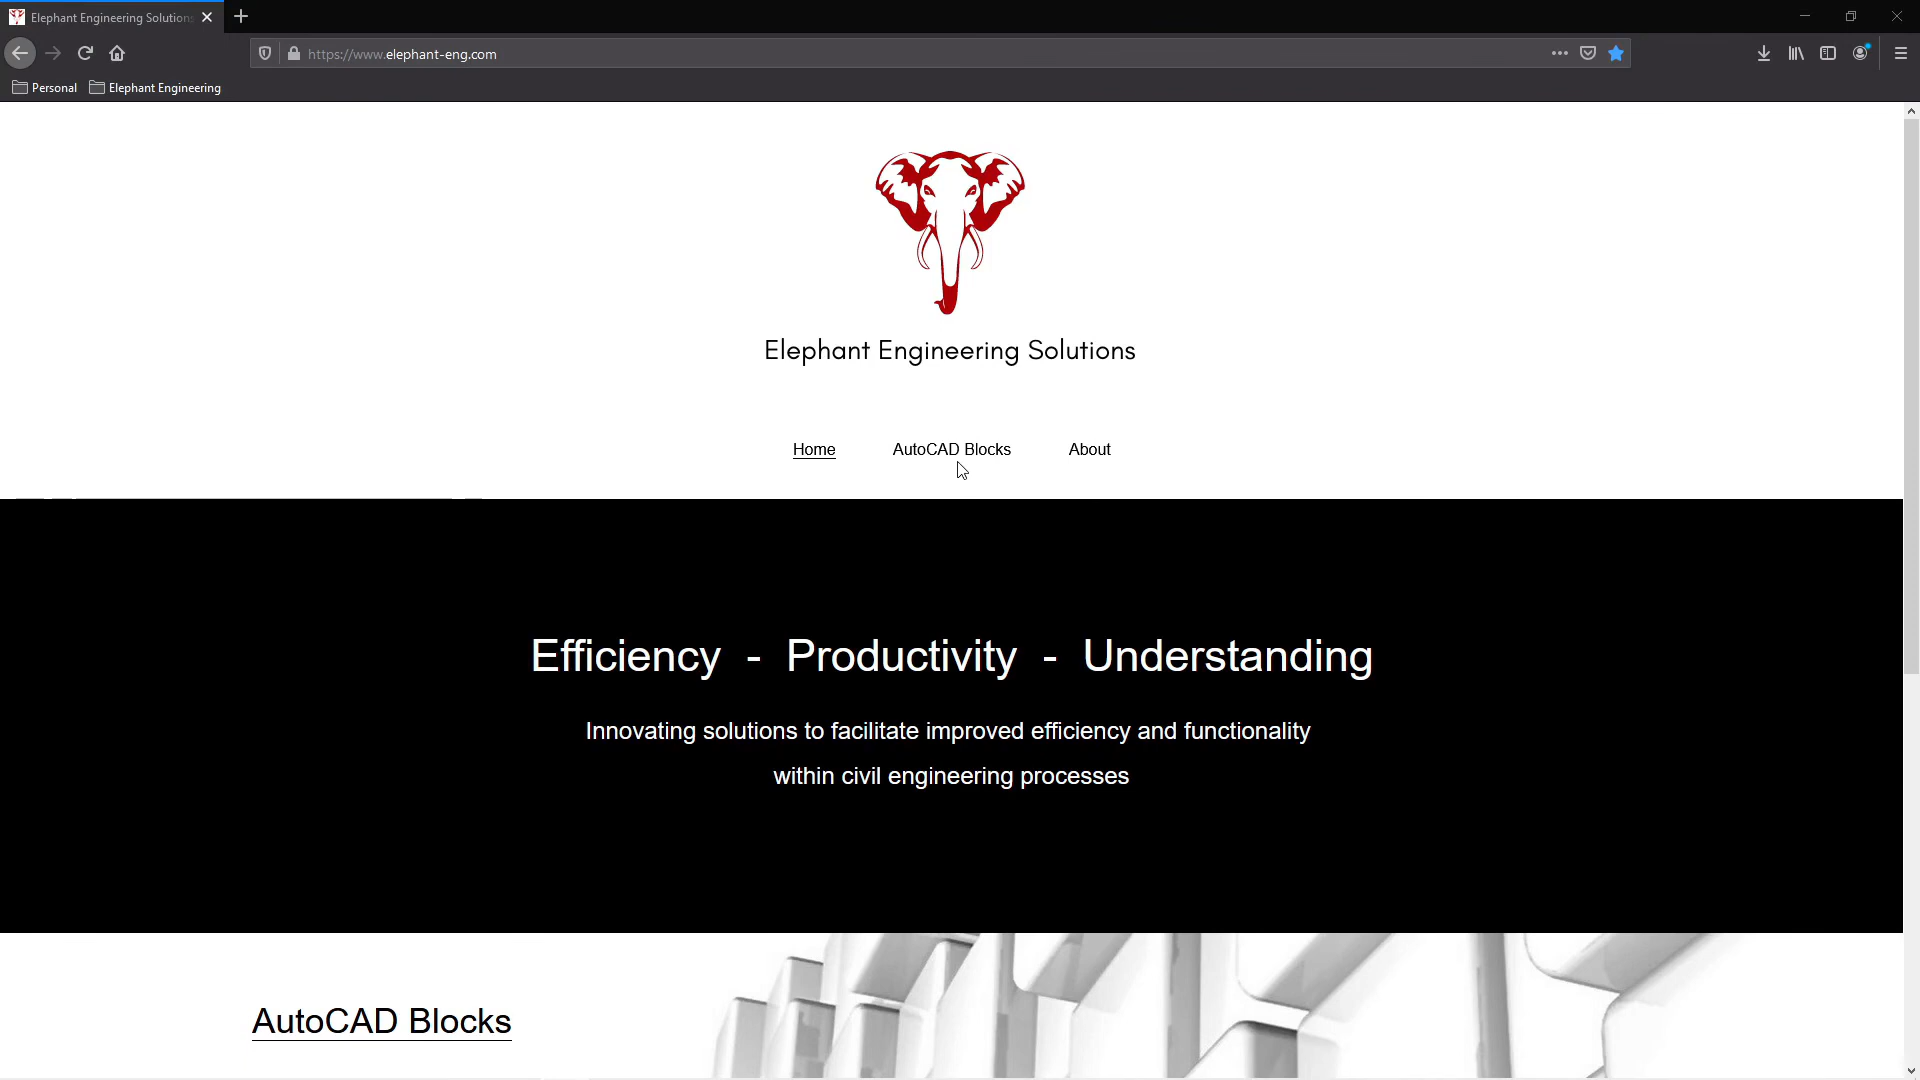 Elephant Engineering Solutions
https://www.elephant-eng.com
Personal
Elephant Engineering
Elephant Engineering Solutions
Home
AutoCAD Blocks
About
Efficiency - Productivity - Understanding
Innovating solutions to facilitate improved efficiency and functionality
within civil engineering processes
AutoCAD Blocks